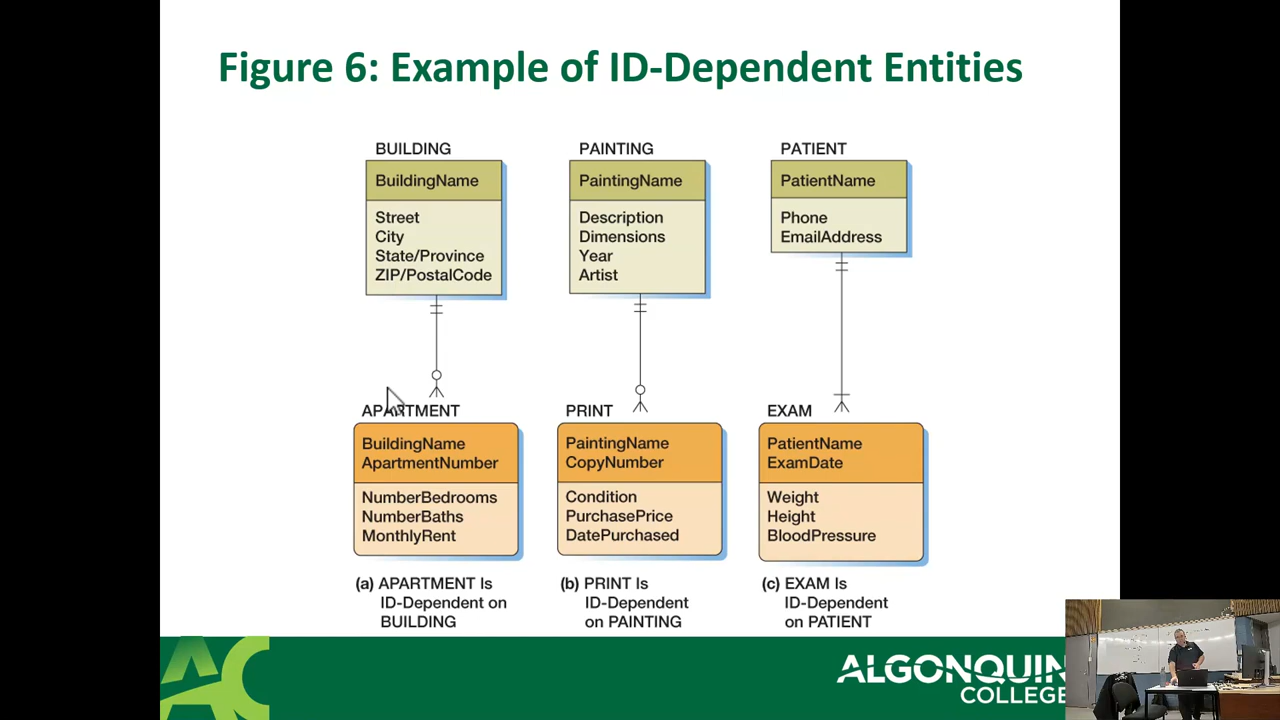 Figure 6: Example of ID-Dependent Entities
BUILDING
BuildingName
Street
City
State/Province
ZIP/PostalCode
PAINTING
PaintingName
Description
Dimensions
Year
Artist
PATIENT
PatientName
Phone
EmailAddress
APARTMENT
BuildingName
ApartmentNumber
NumberBedrooms
NumberBaths
MonthlyRent
PRINT
PaintingName
CopyNumber
Condition
PurchasePrice
DatePurchased
EXAM
PatientName
ExamDate
Weight
Height
BloodPressure
(a) APARTMENT Is
ID-Dependent on
BUILDING
(b) PRINT Is
ID-Dependent
on PAINTING
(c) EXAM Is
ID-Dependent
on PATIENT
AC
ALGONQUIN
COLLEGE